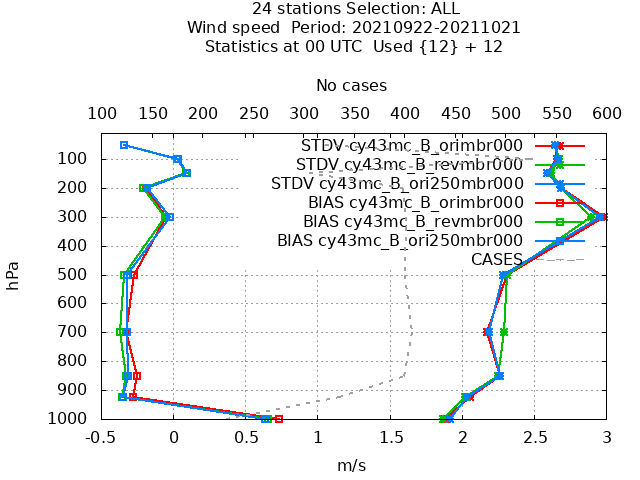 24 stations Selection: ALL
Wind speed  Period: 20210922-20211021
Statistics at 00 UTC  Used {12} + 12
No cases
100 150 200 250 300 350 400 450 500 550 600
STDV cy43mc_B_orimbr000
STDV cy43mc_B_revmbr000
STDV cy43mc_B_ori250mbr000
BIAS cy43mc_B_orimbr000
BIAS cy43mc_B_revmbr000
BIAS cy43mc_B_ori250mbr000
CASES
hPa
100
200
300
400
500
600
700
800
900
1000
-0.5 0 0.5 1 1.5 2 2.5 3
m/s